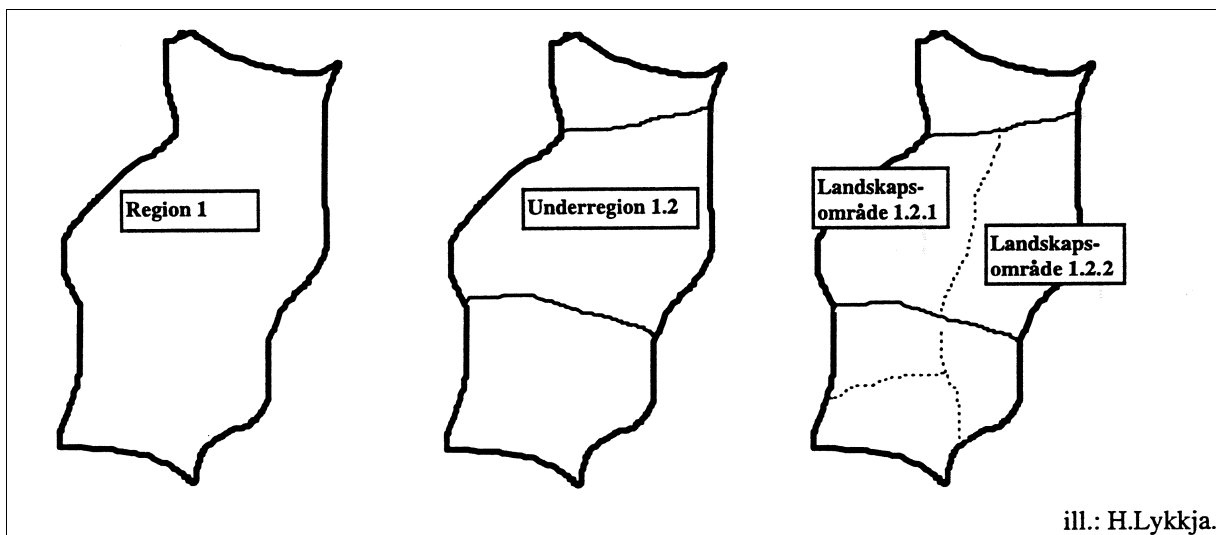 Region 1
Underregion 1.2
Landskaps-
område 1.2.1
Landskaps-
område 1.2.2
ill.: H.Lykkja.